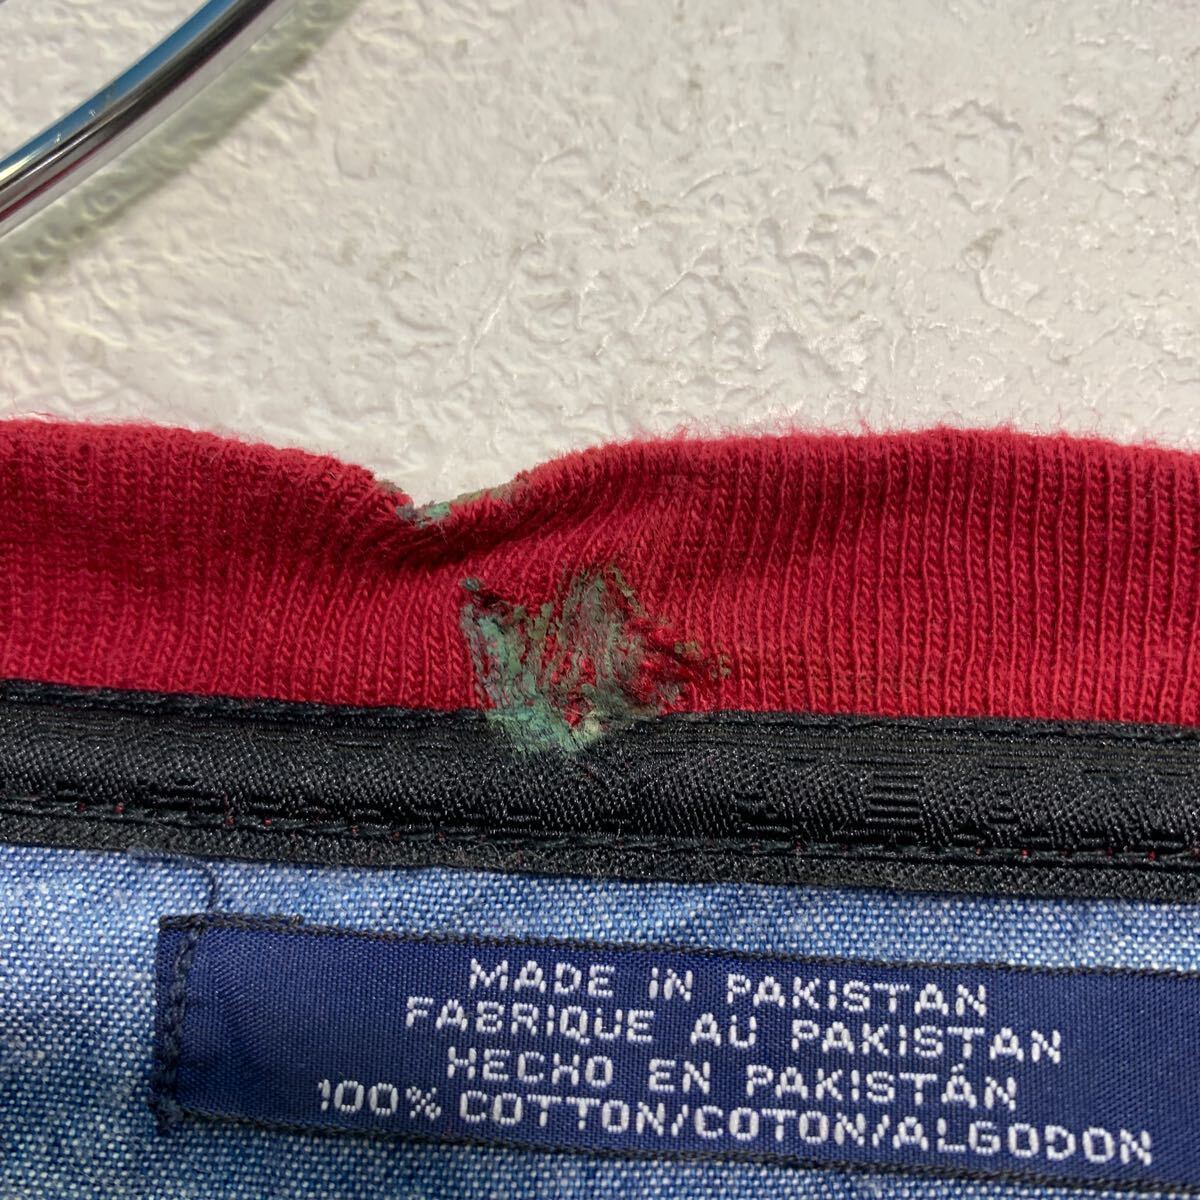 MADE IN PAKISTAN
FABRIQUE AU PAKISTAN
HECHO EN PAKISTÁN
100% COTTON/COTON/ALGODON